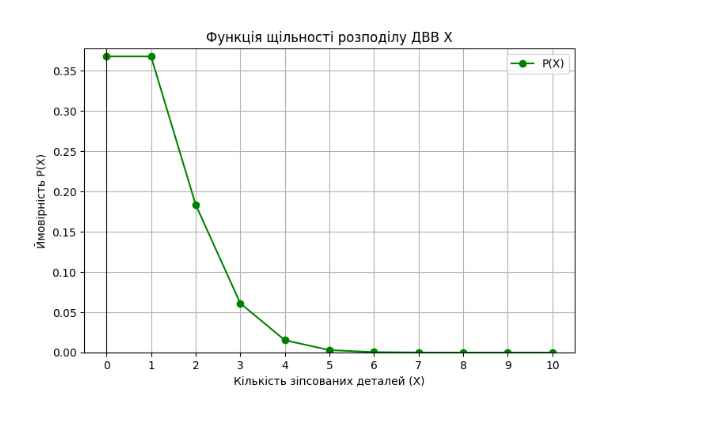 Функція щільності розподілу ДВВ X
P(X)
Ймовірність P(X)
0.35
0.30
0.25
0.20
0.15
0.10
0.05
0.00
0 1 2 3 4 5 6 7 8 9 10
Кількість зіпсованих деталей (X)